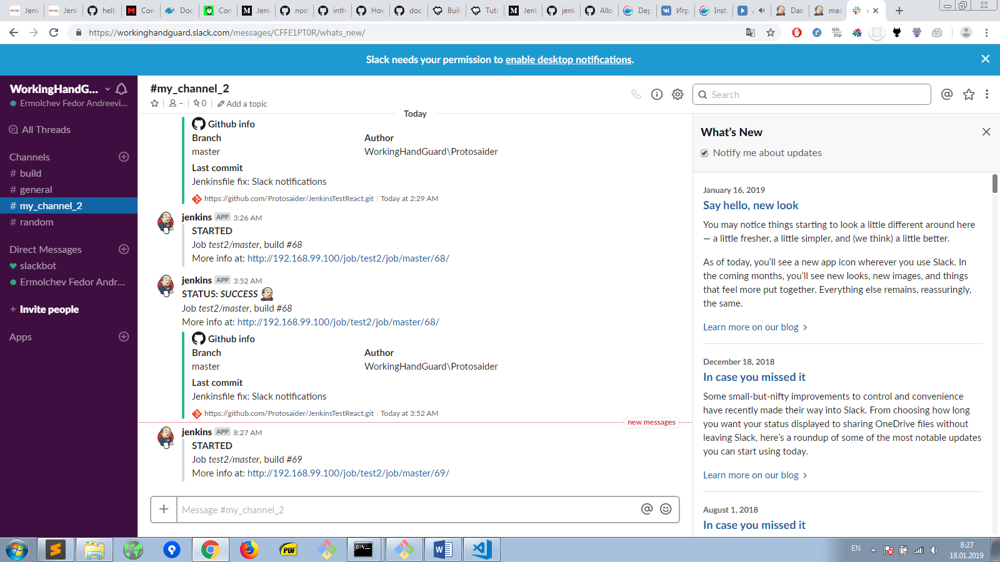 Jenk
Jenk
hell
Con
Doc
Con
Jenk
nod
inth
How
doc
Buil
Tuto
Jenk
jenk
Allo
Dep
Игр
Inst
Das
mas
https://workinghandguard.slack.com/messages/CFFE1PT0R/whats_new/
Git
Zip
Slack needs your permission to enable desktop notifications.
WorkingHandG...
Ermolchev Fedor Andreevi...
All Threads
Channels
# build
# general
# my_channel_2
# random
Direct Messages
slackbot
Ermolchev Fedor Andr...
+ Invite people
Apps
#my_channel_2
–
0
Add a topic
Search
Today
Github info
Branch
Author
master
WorkingHandGuard\Protosaider
Last commit
Jenkinsfile fix: Slack notifications
https://github.com/Protosaider/JenkinsTestReact.git | Today at 2:29 AM
jenkins APP 3:26 AM
STARTED
Job test2/master, build #68
More info at: http://192.168.99.100/job/test2/job/master/68/
jenkins APP 3:52 AM
STATUS: SUCCESS
Job test2/master, build #68
More info at: http://192.168.99.100/job/test2/job/master/68/
Github info
Branch
Author
master
WorkingHandGuard\Protosaider
Last commit
Jenkinsfile fix: Slack notifications
https://github.com/Protosaider/JenkinsTestReact.git | Today at 3:52 AM
new messages
jenkins APP 8:27 AM
STARTED
Job test2/master, build #69
More info at: http://192.168.99.100/job/test2/job/master/69/
Message #my_channel_2
What's New
Notify me about updates
January 16, 2019
Say hello, new look
You may notice things starting to look a little different around here
— a little fresher, a little simpler, and (we think) a little better.
As of today, you'll see a new app icon wherever you use Slack. In
the coming months, you'll see new looks, new images, and things
that feel more put together. Everything else remains, reassuringly,
the same.
Learn more on our blog >
December 18, 2018
In case you missed it
Some small-but-nifty improvements to control and convenience
have recently made their way into Slack. From choosing how long
you want your status displayed to sharing OneDrive files without
leaving Slack, here's a roundup of some of the most notable updates
you can start using today.
Learn more on our blog >
August 1, 2018
In case you missed it
PDF
EN
8:27
18.01.2019